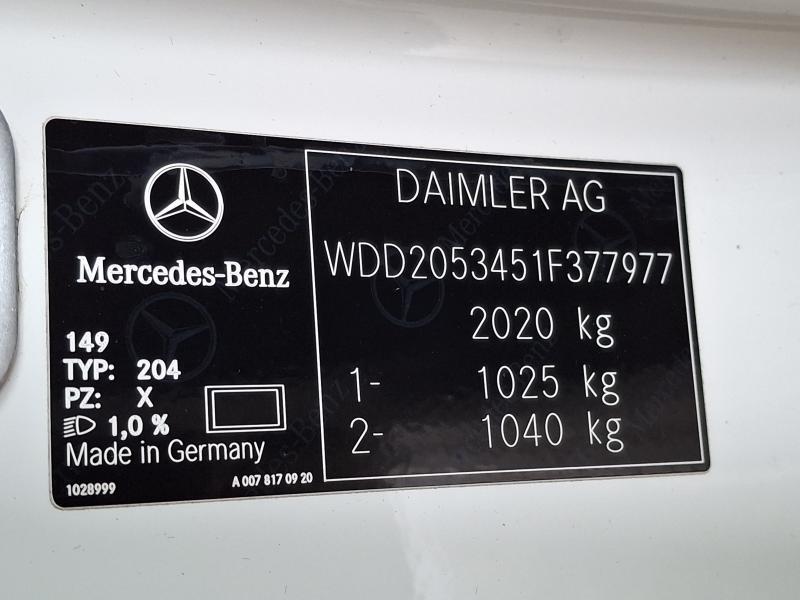 Mercedes-Benz
149
TYP: 204
PZ: X
1,0 %
Made in Germany
1028999
A 007 817 09 20
DAIMLER AG
WDD2053451F377977
2020 kg
1- 1025 kg
2- 1040 kg